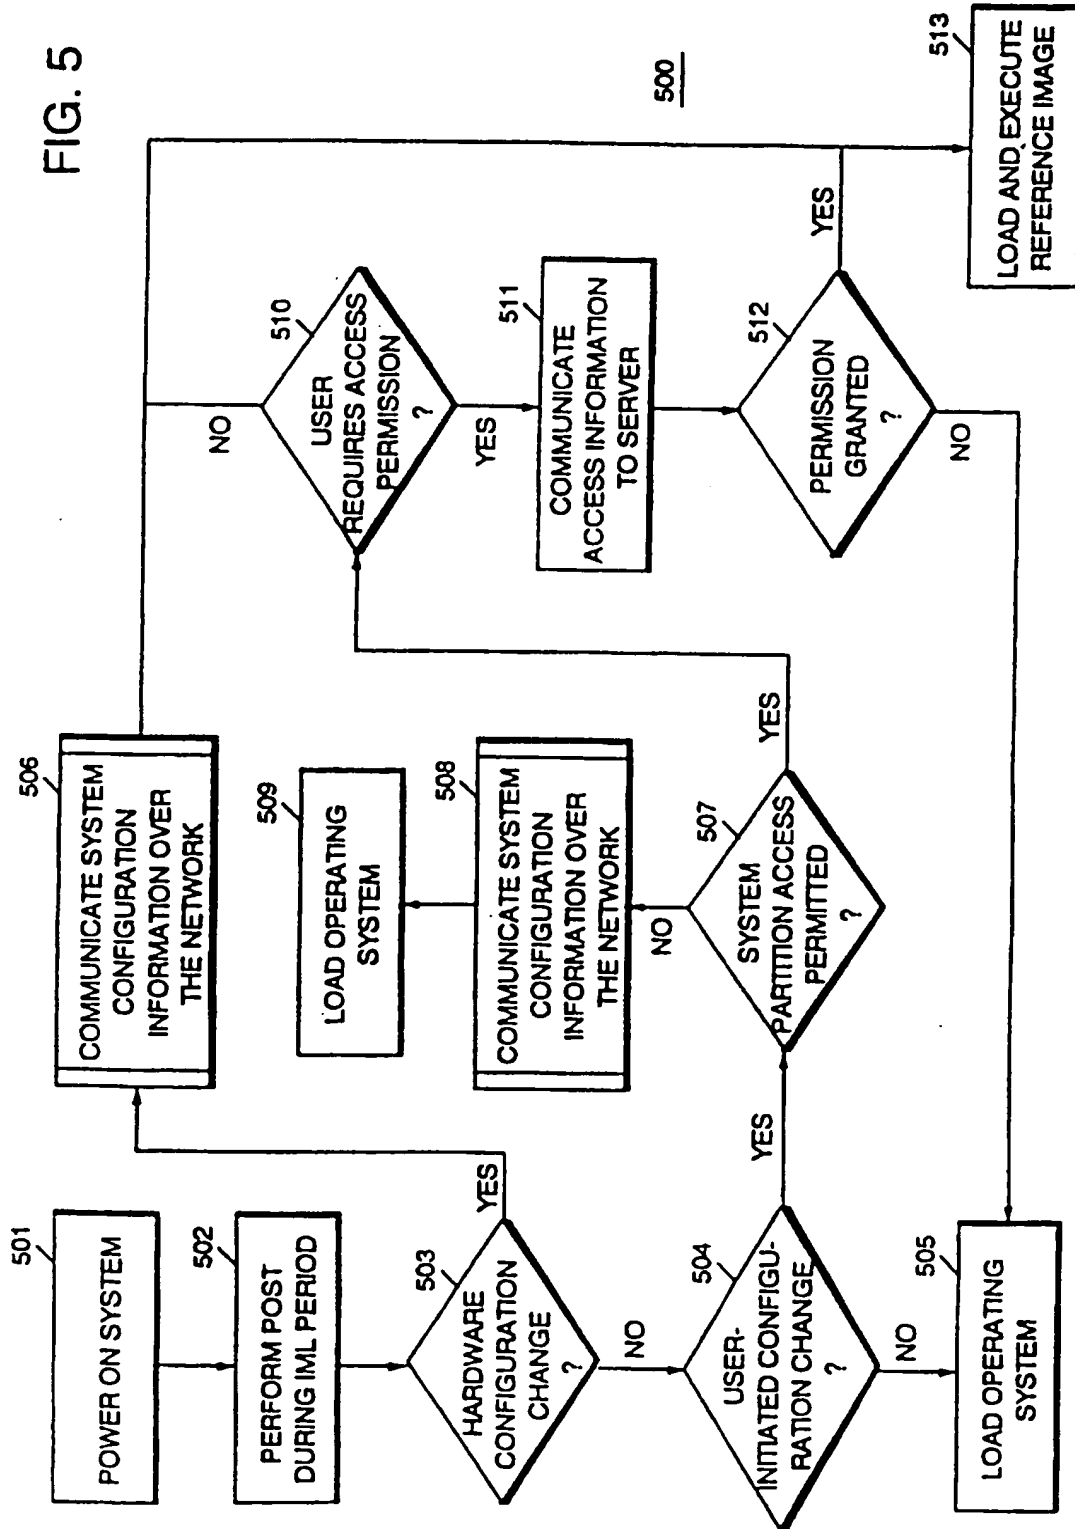 FIG. 5
500
501
POWER ON SYSTEM
502
PERFORM POST
DURING IML PERIOD
503
HARDWARE
CONFIGURATION
CHANGE
?
YES
NO
504
USER-
INITIATED CONFIGU-
RATION CHANGE
?
YES
NO
505
LOAD OPERATING
SYSTEM
506
COMMUNICATE SYSTEM
CONFIGURATION
INFORMATION OVER
THE NETWORK
509
LOAD OPERATING
SYSTEM
508
COMMUNICATE SYSTEM
CONFIGURATION
INFORMATION OVER
THE NETWORK
NO
507
SYSTEM
PARTITION ACCESS
PERMITTED
?
YES
510
USER
REQUIRES ACCESS
PERMISSION
?
NO
YES
511
COMMUNICATE
ACCESS INFORMATION
TO SERVER
512
PERMISSION
GRANTED
?
YES
NO
513
LOAD AND EXECUTE
REFERENCE IMAGE